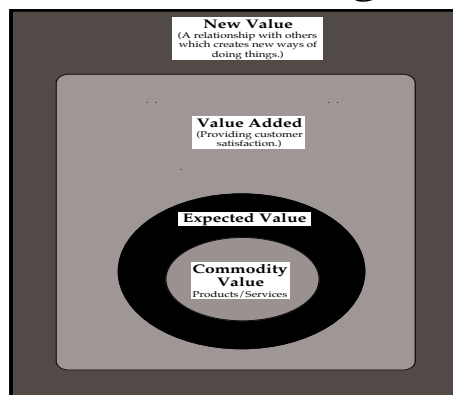 New Value
(A relationship with others
which creates new ways of
doing things.)
Value Added
(Providing customer
satisfaction.)
Expected Value
Commodity
Value
Products/Services